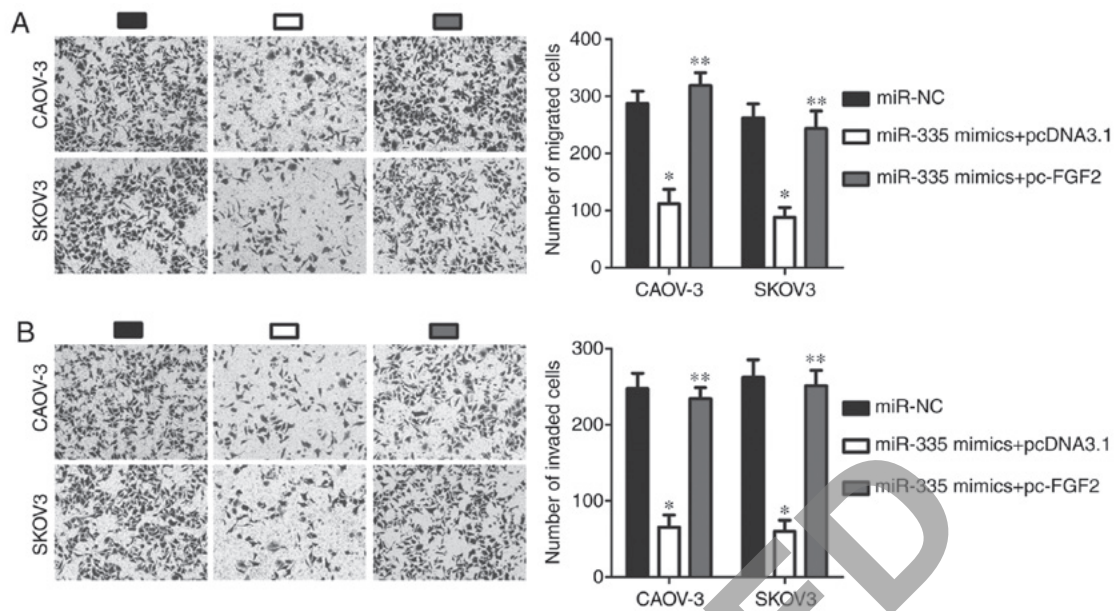 A
CAOV-3
SKOV3
Number of migrated cells
400
300
200
100
0
*
**
*
**
CAOV-3
SKOV3
miR-NC
miR-335 mimics+pcDNA3.1
miR-335 mimics+pc-FGF2
B
CAOV-3
SKOV3
Number of invaded cells
300
200
100
0
*
**
*
**
CAOV-3
SKOV3
miR-NC
miR-335 mimics+pcDNA3.1
miR-335 mimics+pc-FGF2
ED